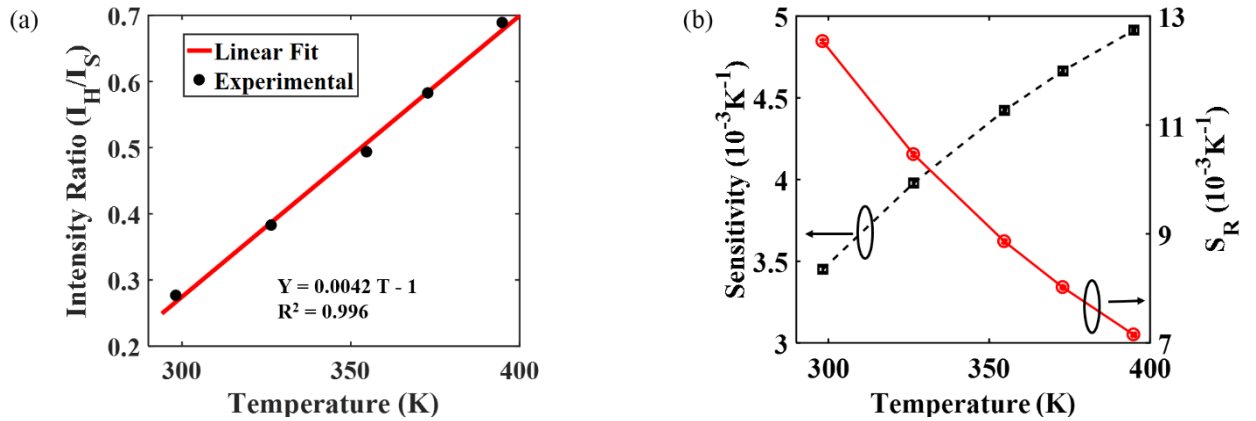 (a)
0.7
0.6
0.5
0.4
0.3
0.2
Intensity Ratio (I_H/I_S)
Linear Fit
Experimental
Y = 0.0042 T - 1
R² = 0.996
300
350
400
Temperature (K)
(b)
5
4.5
4
3.5
3
Sensitivity (10⁻³K⁻¹)
13
11
9
7
S_R (10⁻³K⁻¹)
300
350
400
Temperature (K)